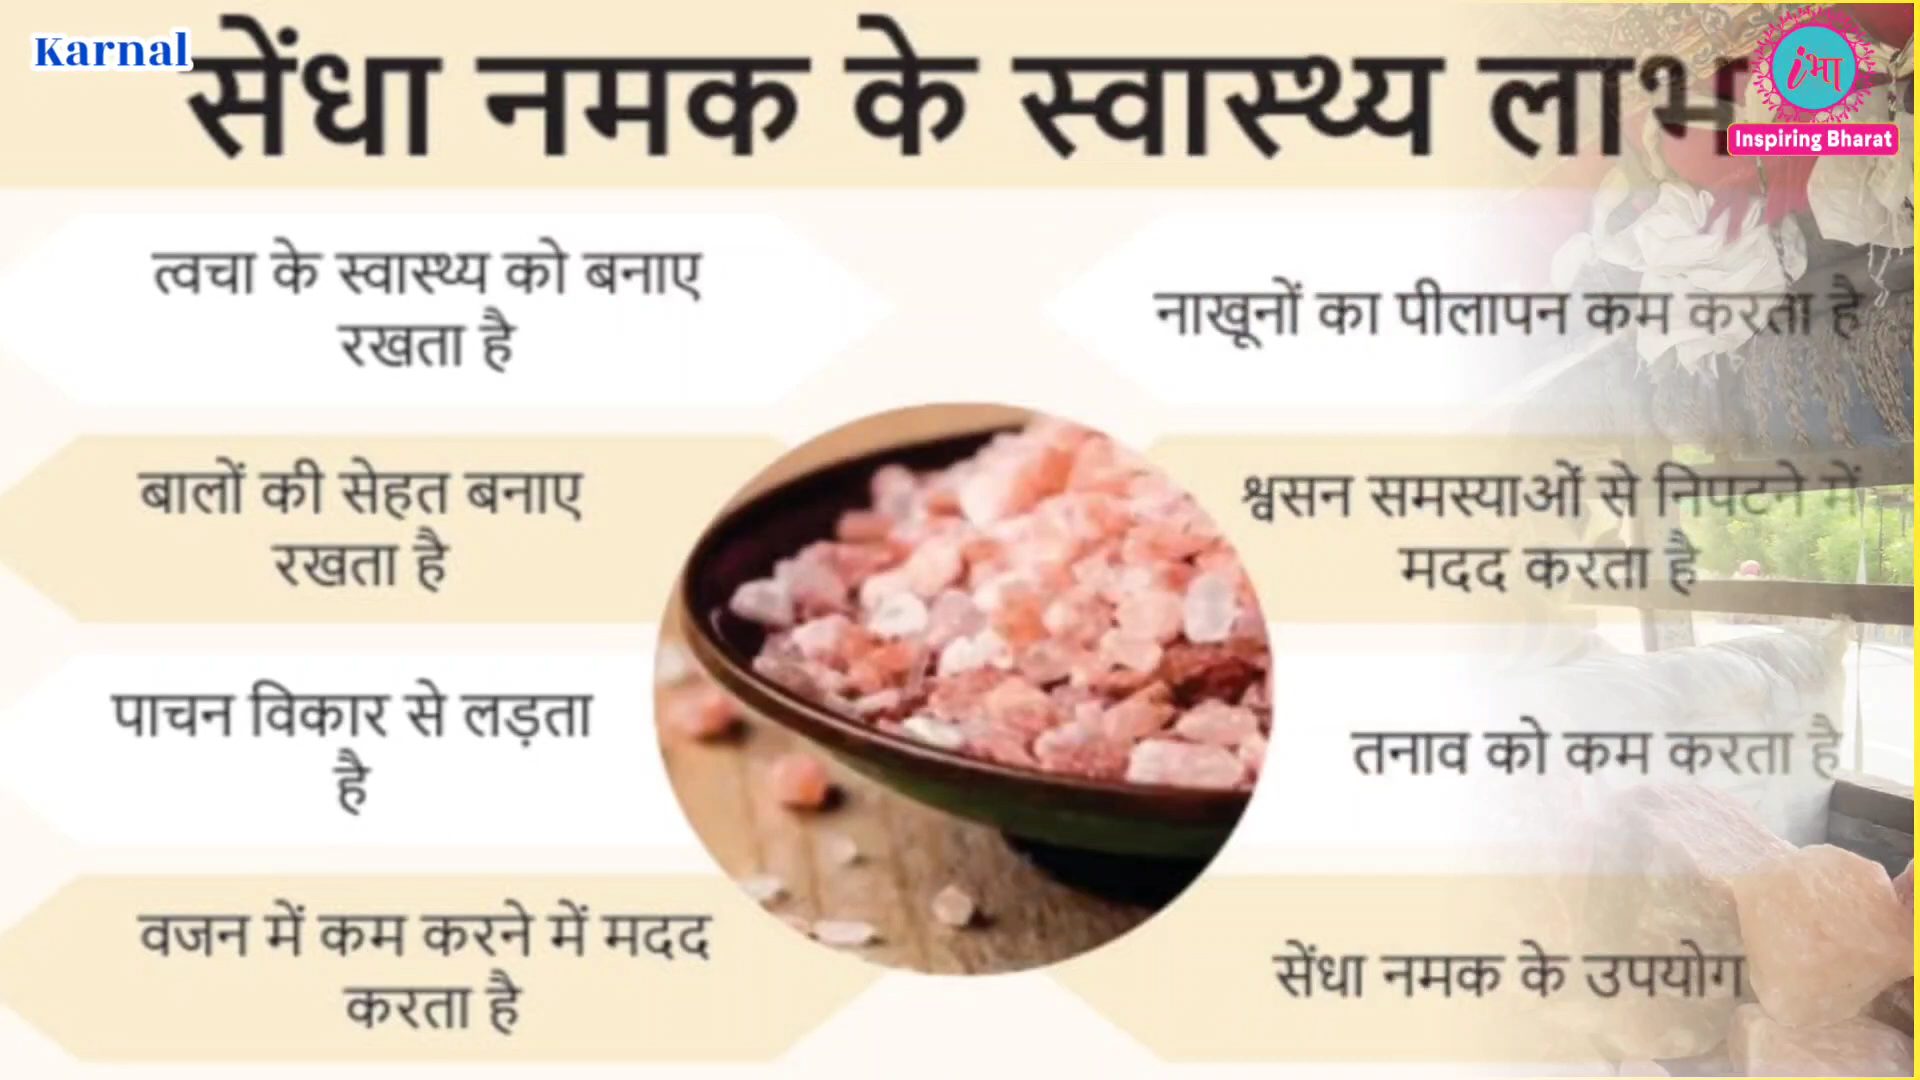 Karnal
सेंधा नमक के स्वास्थ्य लाभ
iभा
Inspiring Bharat
त्वचा के स्वास्थ्य को बनाए
रखता है
नाखूनों का पीलापन कम करता है
बालों की सेहत बनाए
रखता है
श्वसन समस्याओं से निपटने में
मदद करता है
पाचन विकार से लड़ता
है
तनाव को कम करता है
वजन में कम करने में मदद
करता है
सेंधा नमक के उपयोग